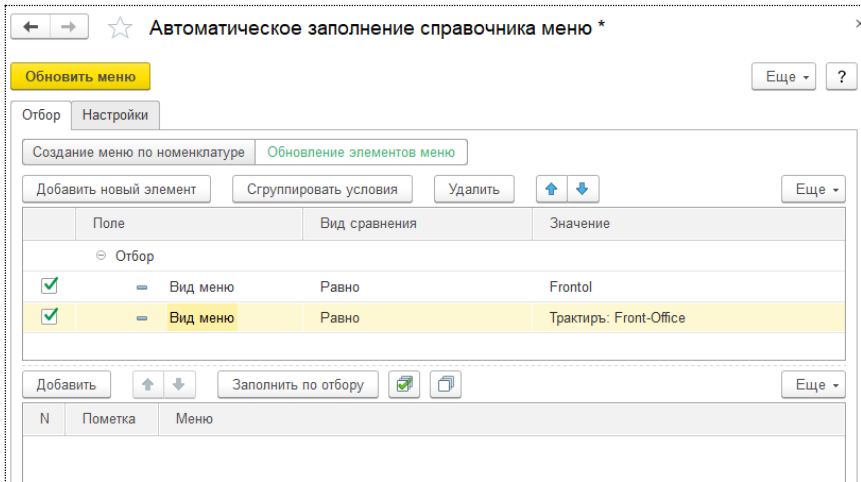 Автоматическое заполнение справочника меню *
Обновить меню Еще ?
Отбор Настройки
Создание меню по номенклатуре Обновление элементов меню
Добавить новый элемент Сгруппировать условия Удалить Еще
Поле Вид сравнения Значение
Отбор
Вид меню Равно Frontol
Вид меню Равно Трактиръ: Front-Office
Добавить Заполнить по отбору Еще
N Пометка Меню